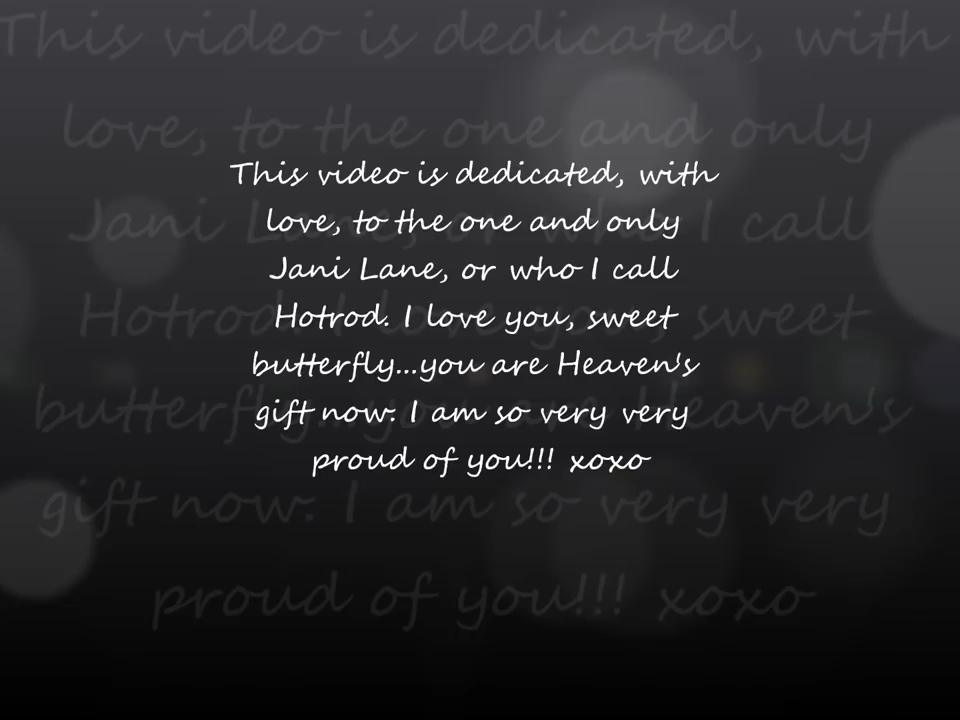 This video is dedicated, with
love, to the one and only
Jani Lane, or who I call
Hotrod. I love you, sweet
butterfly...you are Heaven's
gift now. I am so very very
proud of you!!! xoxo